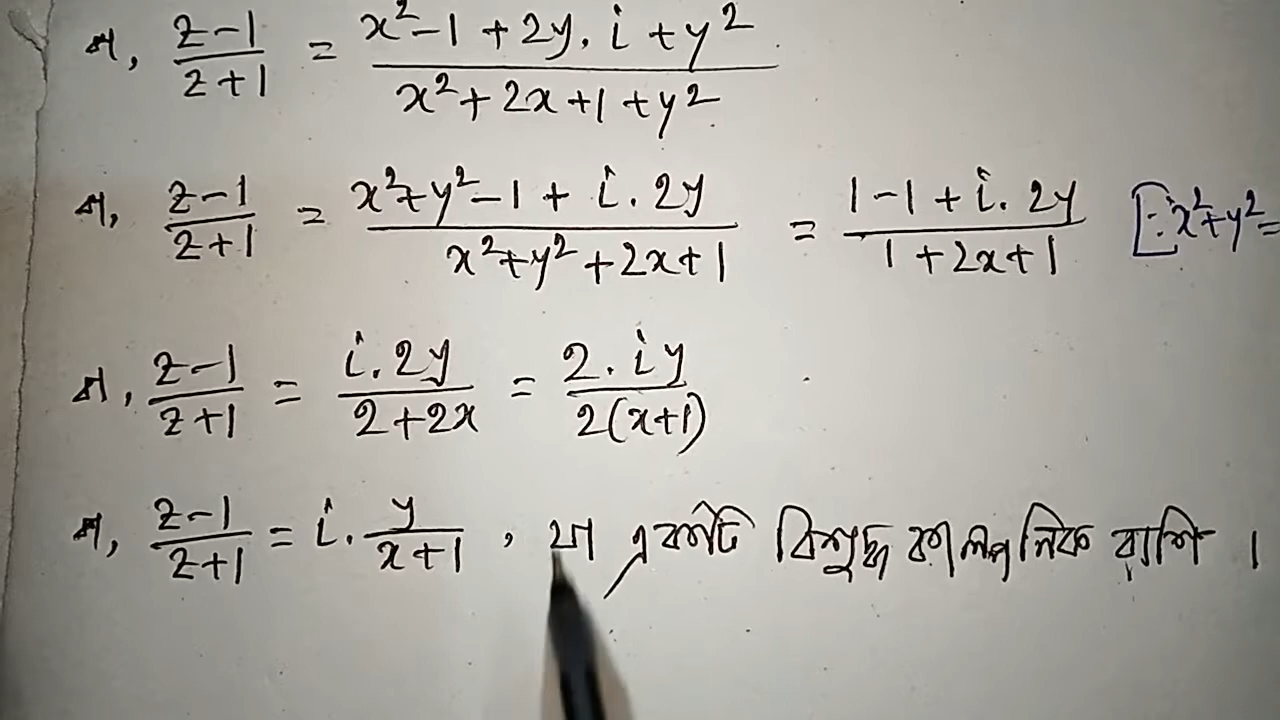 বা, z-1/z+1 = x²-1+2y.i+y²/x²+2x+1+y²
বা, z-1/z+1 = x²+y²-1+i.2y/x²+y²+2x+1 = 1-1+i.2y/1+2x+1 [∵x²+y²=
বা, z-1/z+1 = i.2y/2+2x = 2.iy/2(x+1)
বা, z-1/z+1 = i.y/x+1, যা একটি বিশুদ্ধ কাল্পনিক রাশি ।